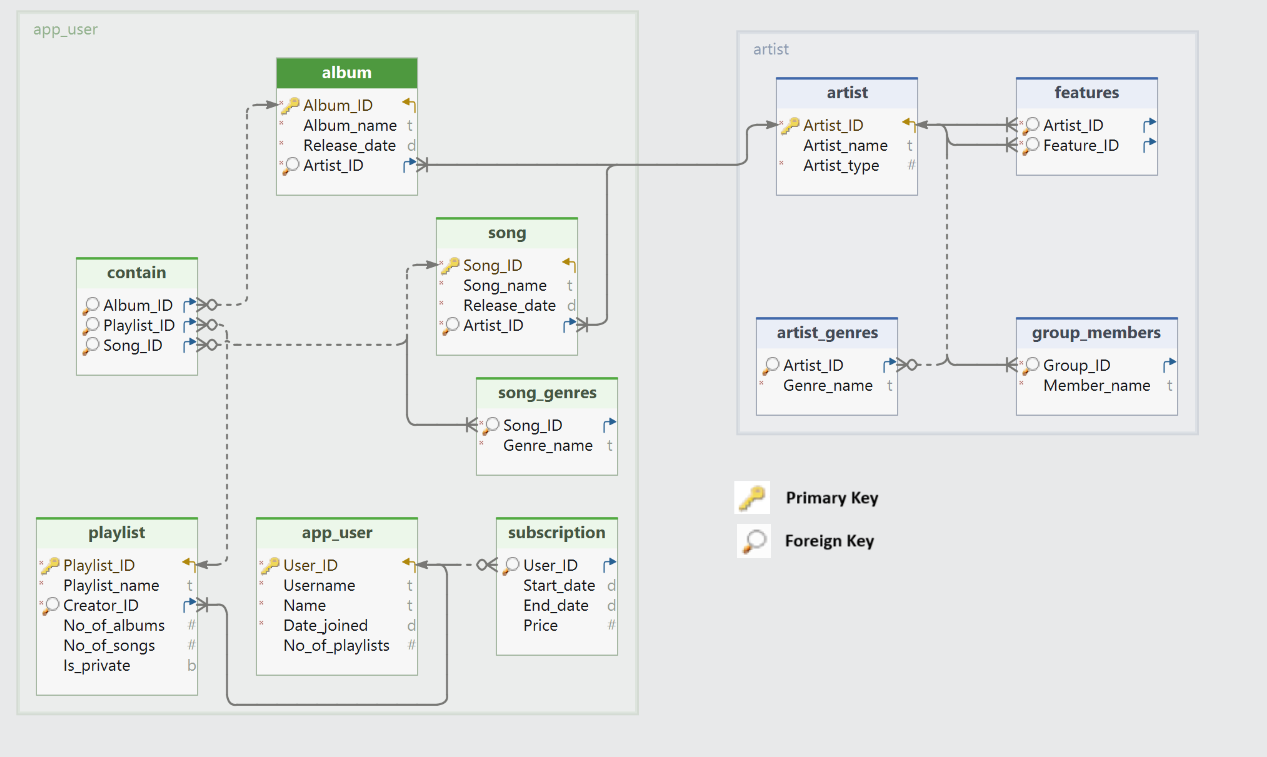 app_user
album
Album_ID
Album_name t
Release_date d
Artist_ID
contain
Album_ID
Playlist_ID
Song_ID
song
Song_ID
Song_name t
Release_date d
Artist_ID
song_genres
Song_ID
Genre_name t
playlist
Playlist_ID
Playlist_name t
Creator_ID
No_of_albums #
No_of_songs #
Is_private b
app_user
User_ID
Username t
Name t
Date_joined d
No_of_playlists #
subscription
User_ID
Start_date d
End_date d
Price #
artist
artist
Artist_ID
Artist_name t
Artist_type #
features
Artist_ID
Feature_ID
artist_genres
Artist_ID
Genre_name t
group_members
Group_ID
Member_name t
Primary Key
Foreign Key